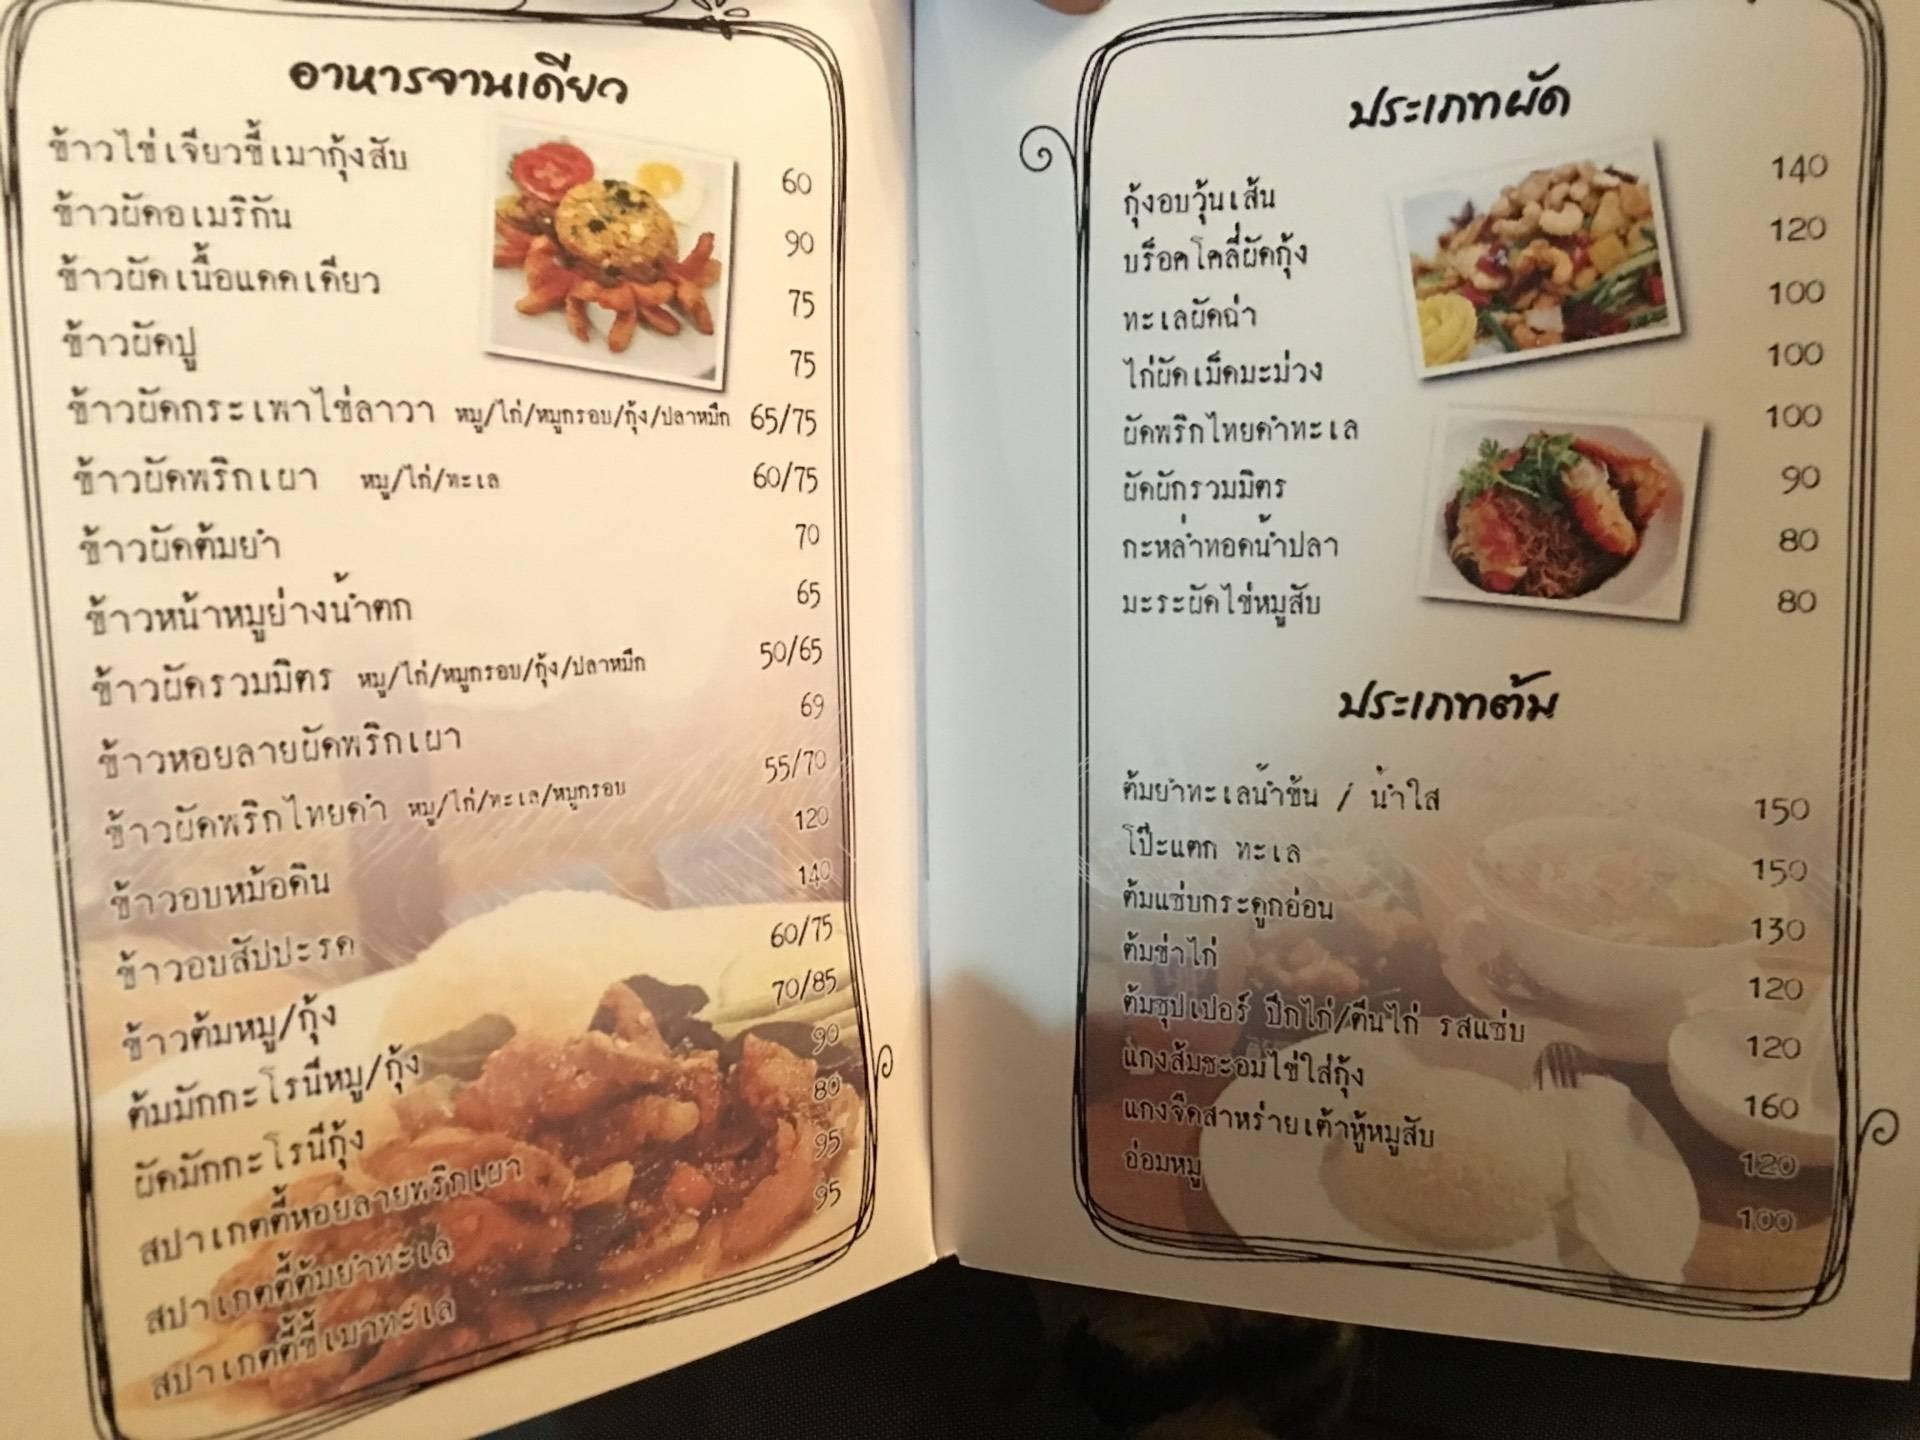 อาหารจานเดียว
ข้าวไข่เจียวขี้เมากุ้งสับ 60
ข้าวผัดอเมริกัน 90
ข้าวผัดเนื้อแดดเดียว 75
ข้าวผัดปู 75
ข้าวผัดกระเพาไข่ลาวา หมู/ไก่/หมูกรอบ/กุ้ง/ปลาหมึก 65/75
ข้าวผัดพริกเผา หมู/ไก่/ทะเล 60/75
ข้าวผัดต้มยำ 70
ข้าวหน้าหมูย่างน้ำตก 65
ข้าวผัดรวมมิตร หมู/ไก่/หมูกรอบ/กุ้ง/ปลาหมึก 50/65
ข้าวหอยลายผัดพริกเผา 69
ข้าวผัดพริกไทยดำ หมู/ไก่/ทะเล/หมูกรอบ 55/70
ข้าวอบหม้อดิน 120
ข้าวอบสัปปะรด 140
ข้าวต้มหมู/กุ้ง 60/75
ต้มมักกะโรนีหมู/กุ้ง 70/85
ผัดมักกะโรนีกุ้ง 90
สปาเกตตี้หอยลายพริกเผา 80
สปาเกตตี้ต้มยำทะเล 95
สปาเกตตี้ขี้เมาทะเล 95
ประเภทผัด
กุ้งอบวุ้นเส้น 140
บร็อคโคลี่ผัดกุ้ง 120
ทะเลผัดฉ่า 100
ไก่ผัดเม็ดมะม่วง 100
ผัดพริกไทยดำทะเล 100
ผัดผักรวมมิตร 90
กะหล่ำทอดน้ำปลา 80
มะระผัดไข่หมูสับ 80
ประเภทต้ม
ต้มยำทะเลน้ำข้น / น้ำใส 150
โป๊ะแตก ทะเล 150
ต้มแซ่บกระดูกอ่อน 130
ต้มข่าไก่ 120
ต้มซุปเปอร์ ปีกไก่/ตีนไก่ รสแซ่บ 120
แกงส้มชะอมไข่ใส่กุ้ง 160
แกงจืดสาหร่ายเต้าหู้หมูสับ 120
อ่อมหมู 100